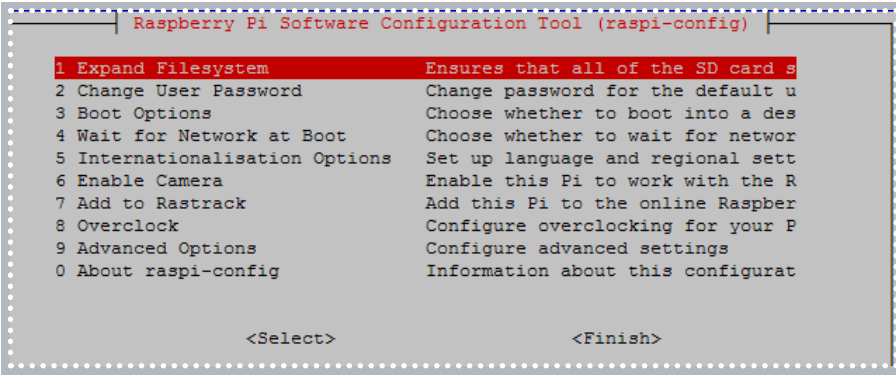 Raspberry Pi Software Configuration Tool (raspi-config)
1 Expand Filesystem Ensures that all of the SD card s
2 Change User Password Change password for the default u
3 Boot Options Choose whether to boot into a des
4 Wait for Network at Boot Choose whether to wait for networ
5 Internationalisation Options Set up language and regional sett
6 Enable Camera Enable this Pi to work with the R
7 Add to Rastrack Add this Pi to the online Raspber
8 Overclock Configure overclocking for your P
9 Advanced Options Configure advanced settings
0 About raspi-config Information about this configurat
<Select> <Finish>